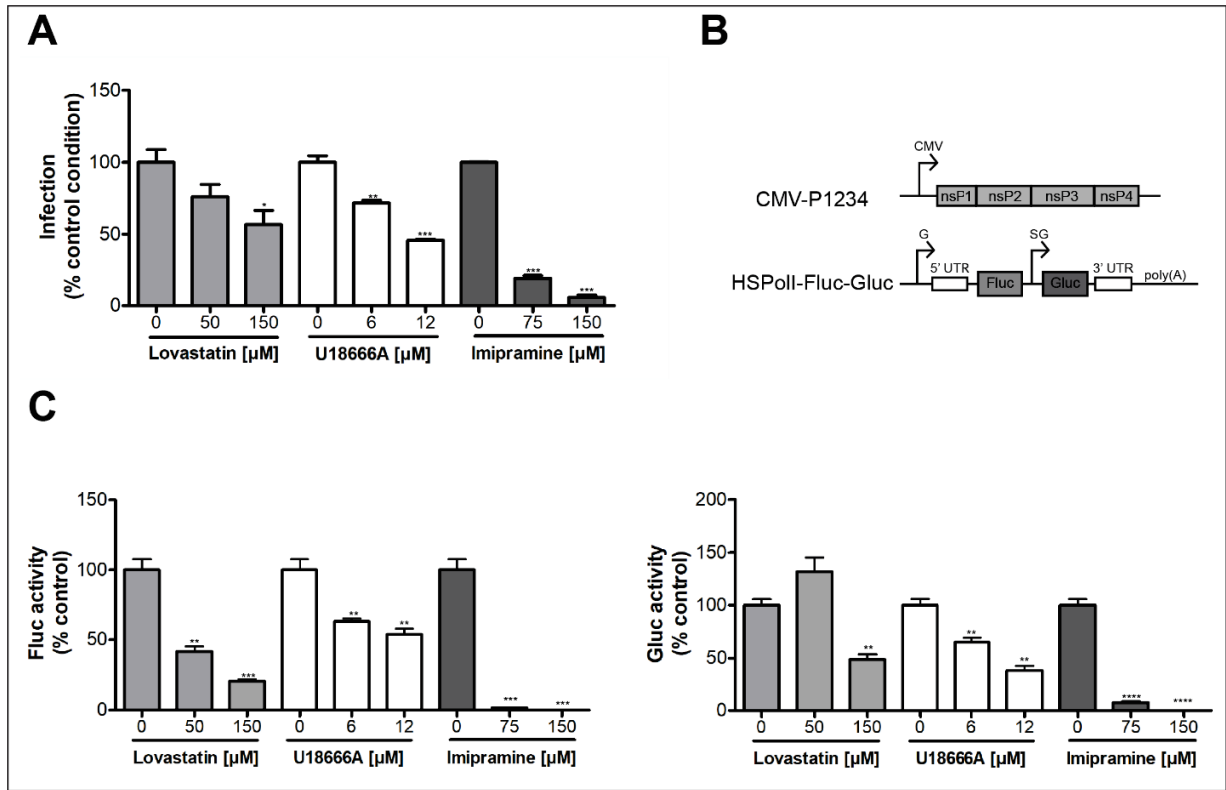 A
Infection
(% control condition)
150
100
50
0
*
**
***
***
***
0 50 150 0 6 12 0 75 150
Lovastatin [µM] U18666A [µM] Imipramine [µM]
B
CMV
CMV-P1234
nsP1 nsP2 nsP3 nsP4
G SG
5' UTR 3' UTR poly(A)
HSPolI-Fluc-Gluc
Fluc Gluc
C
Fluc activity
(% control)
150
100
50
0
**
***
**
**
***
***
0 50 150 0 6 12 0 75 150
Lovastatin [µM] U18666A [µM] Imipramine [µM]
Gluc activity
(% control)
200
150
100
50
0
**
**
**
****
****
0 50 150 0 6 12 0 75 150
Lovastatin [µM] U18666A [µM] Imipramine [µM]